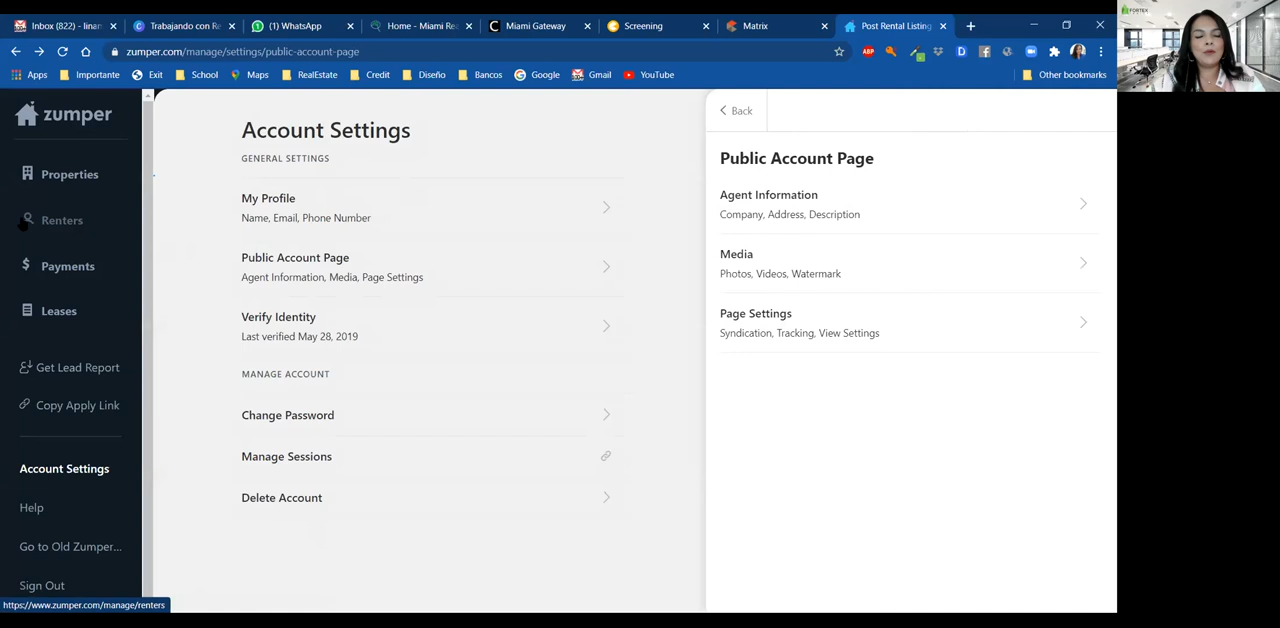 Inbox (822) - linan
Trabajando con Re
(1) WhatsApp
Home - Miami Rea
Miami Gateway
Screening
Matrix
Post Rental Listing
zumper.com/manage/settings/public-account-page
Apps
Importante
Exit
School
Maps
RealEstate
Credit
Diseño
Bancos
Google
Gmail
YouTube
Other bookmarks
FORTEX
zumper
Properties
Renters
Payments
Leases
Get Lead Report
Copy Apply Link
Account Settings
Help
Go to Old Zumper...
Sign Out
https://www.zumper.com/manage/renters
Account Settings
GENERAL SETTINGS
My Profile
Name, Email, Phone Number
Public Account Page
Agent Information, Media, Page Settings
Verify Identity
Last verified May 28, 2019
MANAGE ACCOUNT
Change Password
Manage Sessions
Delete Account
Back
Public Account Page
Agent Information
Company, Address, Description
Media
Photos, Videos, Watermark
Page Settings
Syndication, Tracking, View Settings